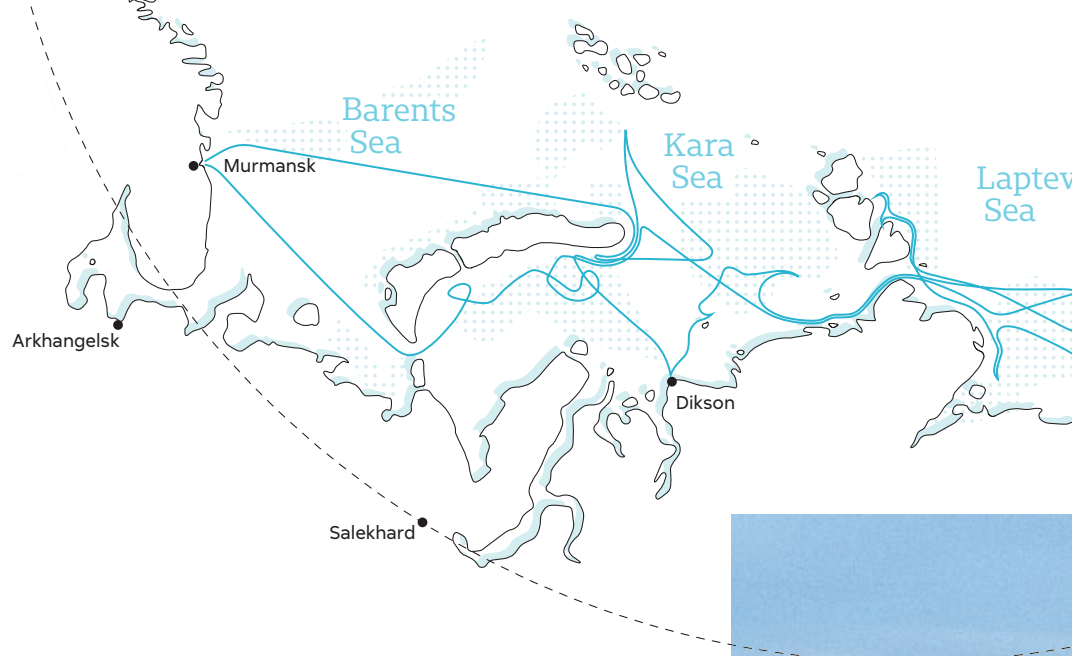 Barents
Sea
Kara
Sea
Murmansk
Laptev
Sea
Arkhangelsk
Dikson
Salekhard